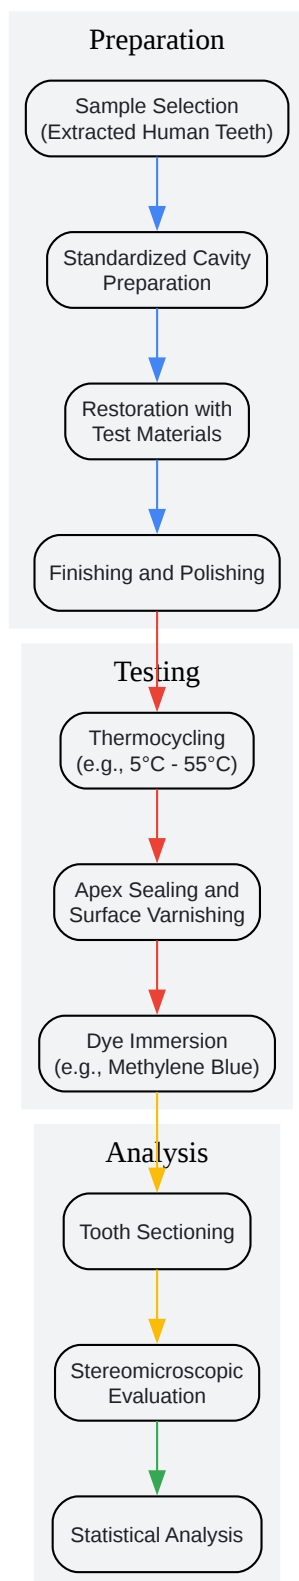 Preparation
Sample Selection
(Extracted Human Teeth)
Standardized Cavity
Preparation
Restoration with
Test Materials
Finishing and Polishing
Testing
Thermocycling
(e.g., 5°C - 55°C)
Apex Sealing and
Surface Varnishing
Dye Immersion
(e.g., Methylene Blue)
Analysis
Tooth Sectioning
Stereomicroscopic
Evaluation
Statistical Analysis